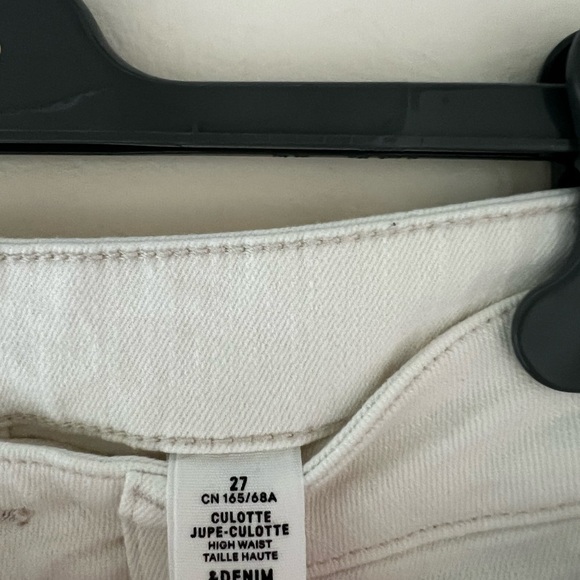 27
CN 165/68A
CULOTTE
JUPE-CULOTTE
HIGH WAIST
TAILLE HAUTE
&DENIM